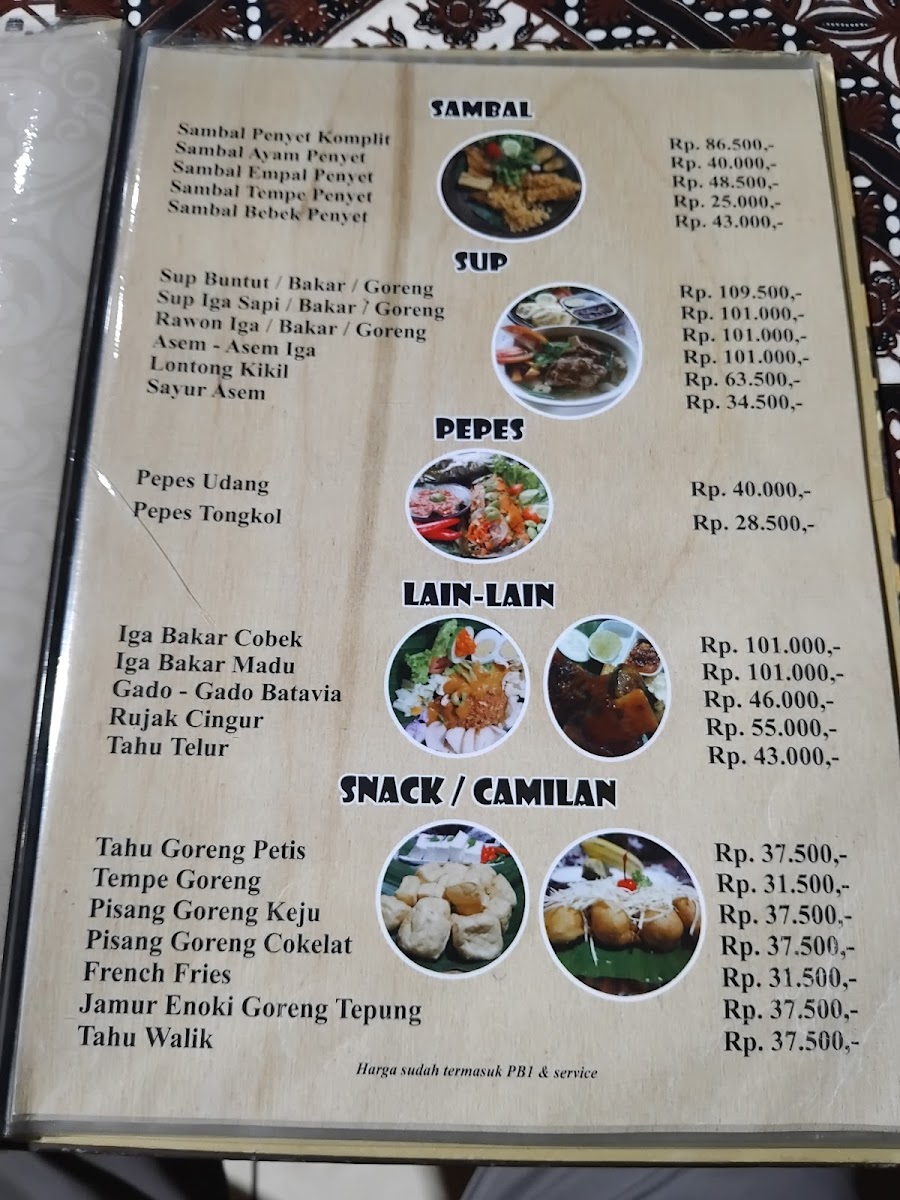 SAMBAL
Sambal Penyet Komplit Rp. 86.500,-
Sambal Ayam Penyet Rp. 40.000,-
Sambal Empal Penyet Rp. 48.500,-
Sambal Tempe Penyet Rp. 25.000,-
Sambal Bebek Penyet Rp. 43.000,-
SUP
Sup Buntut / Bakar / Goreng Rp. 109.500,-
Sup Iga Sapi / Bakar / Goreng Rp. 101.000,-
Rawon Iga / Bakar / Goreng Rp. 101.000,-
Asem - Asem Iga Rp. 101.000,-
Lontong Kikil Rp. 63.500,-
Sayur Asem Rp. 34.500,-
PEPES
Pepes Udang Rp. 40.000,-
Pepes Tongkol Rp. 28.500,-
LAIN-LAIN
Iga Bakar Cobek Rp. 101.000,-
Iga Bakar Madu Rp. 101.000,-
Gado - Gado Batavia Rp. 46.000,-
Rujak Cingur Rp. 55.000,-
Tahu Telur Rp. 43.000,-
SNACK / CAMILAN
Tahu Goreng Petis Rp. 37.500,-
Tempe Goreng Rp. 31.500,-
Pisang Goreng Keju Rp. 37.500,-
Pisang Goreng Cokelat Rp. 37.500,-
French Fries Rp. 31.500,-
Jamur Enoki Goreng Tepung Rp. 37.500,-
Tahu Walik Rp. 37.500,-
Harga sudah termasuk PB1 & service